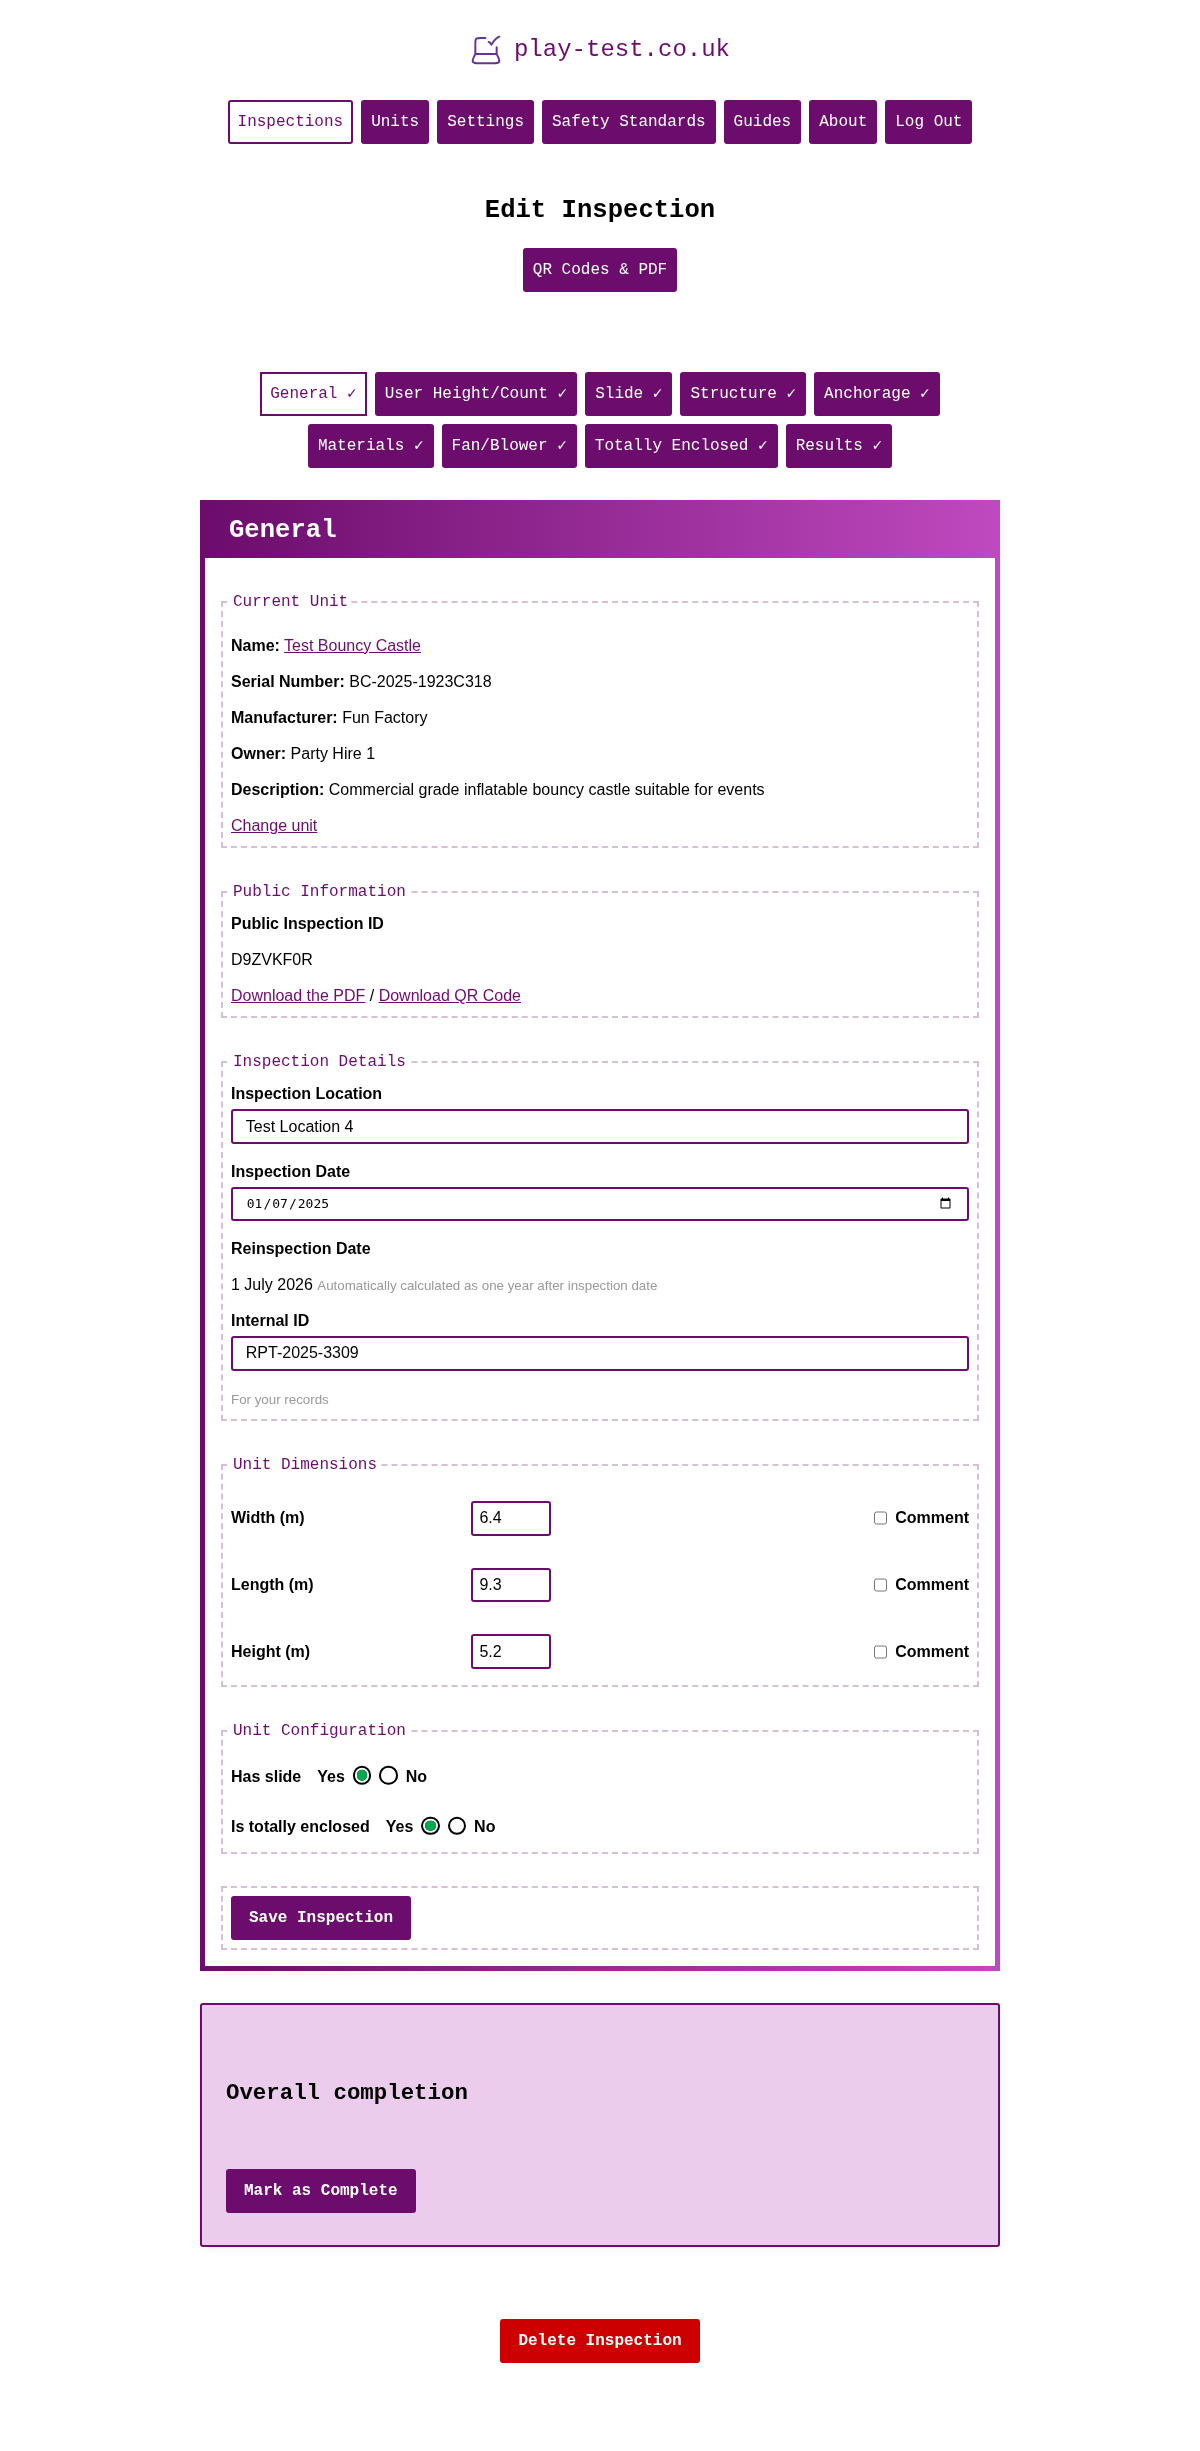 play-test.co.uk
Inspections Units Settings Safety Standards Guides About Log Out
Edit Inspection
QR Codes & PDF
General ✓ User Height/Count ✓ Slide ✓ Structure ✓ Anchorage ✓
Materials ✓ Fan/Blower ✓ Totally Enclosed ✓ Results ✓
General
Current Unit
Name: Test Bouncy Castle
Serial Number: BC-2025-1923C318
Manufacturer: Fun Factory
Owner: Party Hire 1
Description: Commercial grade inflatable bouncy castle suitable for events
Change unit
Public Information
Public Inspection ID
D9ZVKF0R
Download the PDF / Download QR Code
Inspection Details
Inspection Location
Test Location 4
Inspection Date
01/07/2025
Reinspection Date
1 July 2026 Automatically calculated as one year after inspection date
Internal ID
RPT-2025-3309
For your records
Unit Dimensions
Width (m) 6.4 Comment
Length (m) 9.3 Comment
Height (m) 5.2 Comment
Unit Configuration
Has slide Yes No
Is totally enclosed Yes No
Save Inspection
Overall completion
Mark as Complete
Delete Inspection